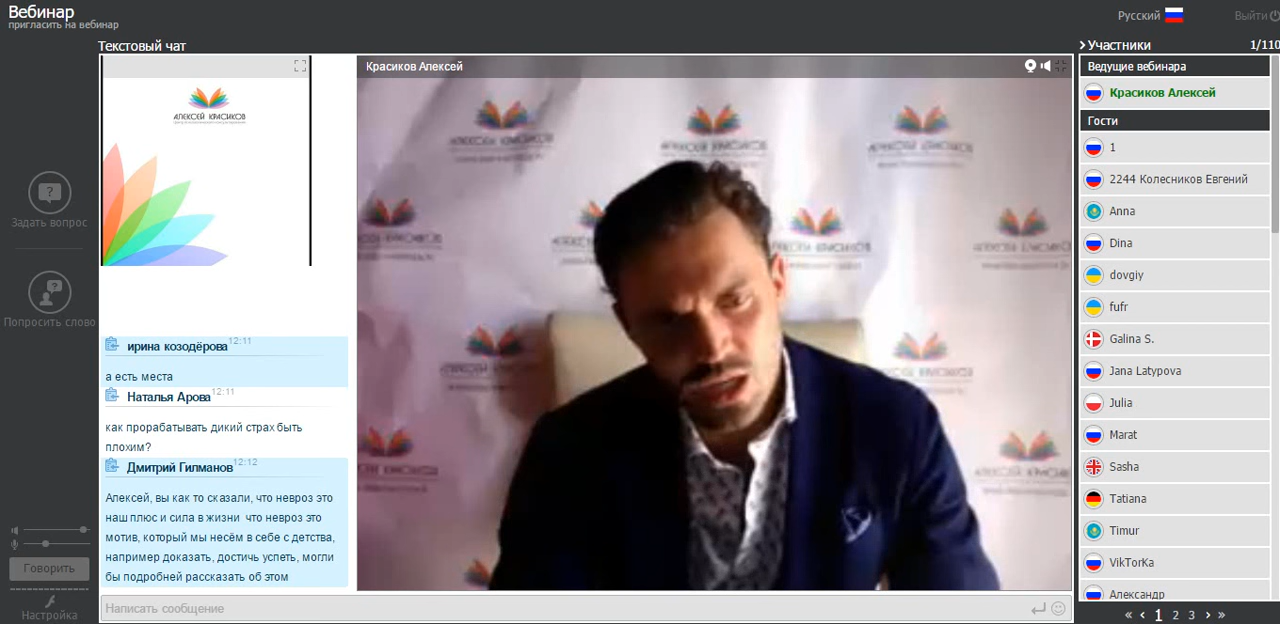 Вебинар
пригласить на вебинар
Русский
Выйти
Текстовый чат
Участники
1/110
Задать вопрос
Попросить слово
Говорить
Настройка
АЛЕКСЕЙ КРАСИКОВ
ирина козодёрова 12:11
а есть места
Наталья Арова 12:11
как прорабатывать дикий страх быть
плохим?
Дмитрий Гилманов 12:12
Алексей, вы как то сказали, что невроз это
наш плюс и сила в жизни что невроз это
мотив, который мы несём в себе с детства,
например доказать, достичь успеть, могли
бы подробней рассказать об этом
Написать сообщение
Красиков Алексей
Ведущие вебинара
Красиков Алексей
Гости
1
2244 Колесников Евгений
Anna
Dina
dovgiy
fufr
Galina S.
Jana Latypova
Julia
Marat
Sasha
Tatiana
Timur
VikTorKa
Александр
« ‹ 1 2 3 › »